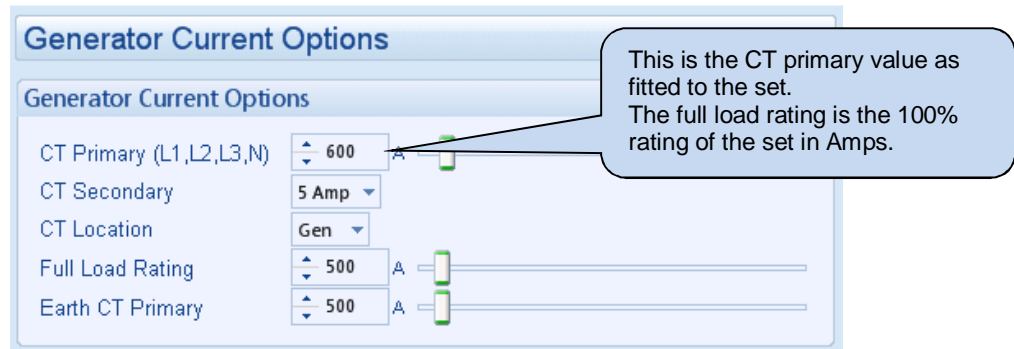 Generator Current Options
This is the CT primary value as
fitted to the set.
The full load rating is the 100%
rating of the set in Amps.
Generator Current Options
CT Primary (L1,L2,L3,N) 600 A
CT Secondary 5 Amp
CT Location Gen
Full Load Rating 500 A
Earth CT Primary 500 A